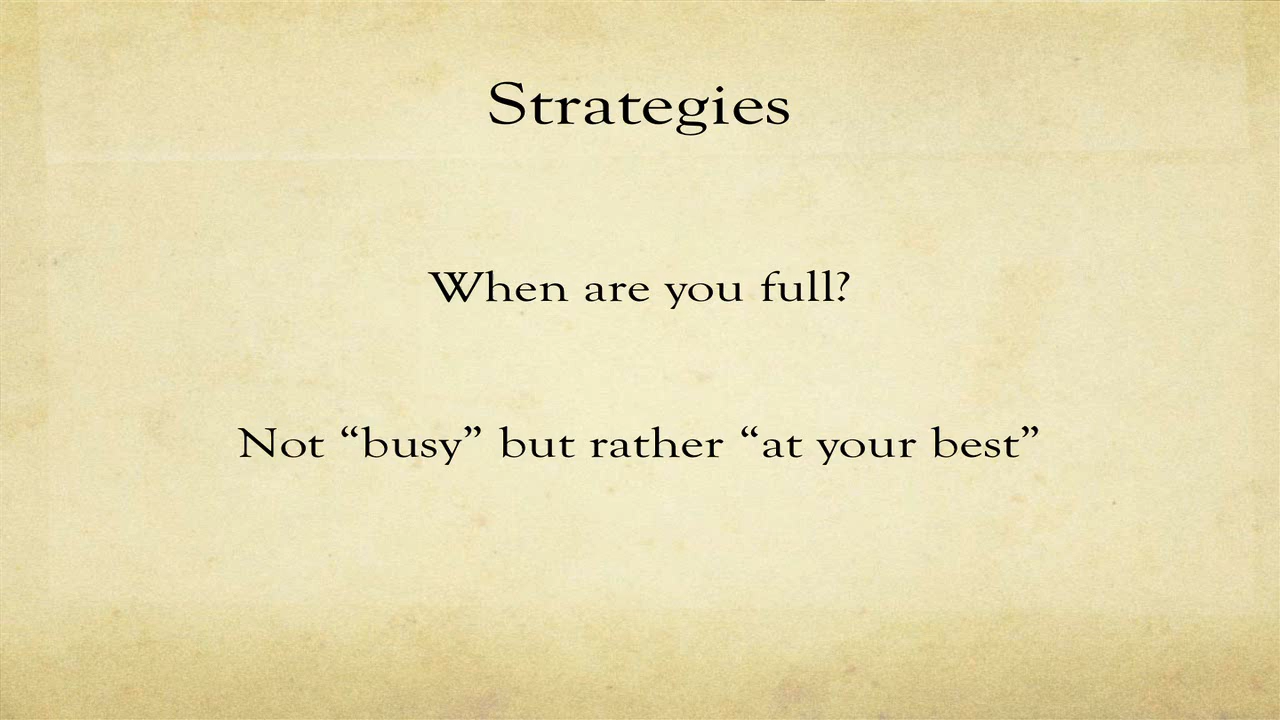 Strategies
When are you full?
Not “busy” but rather “at your best”